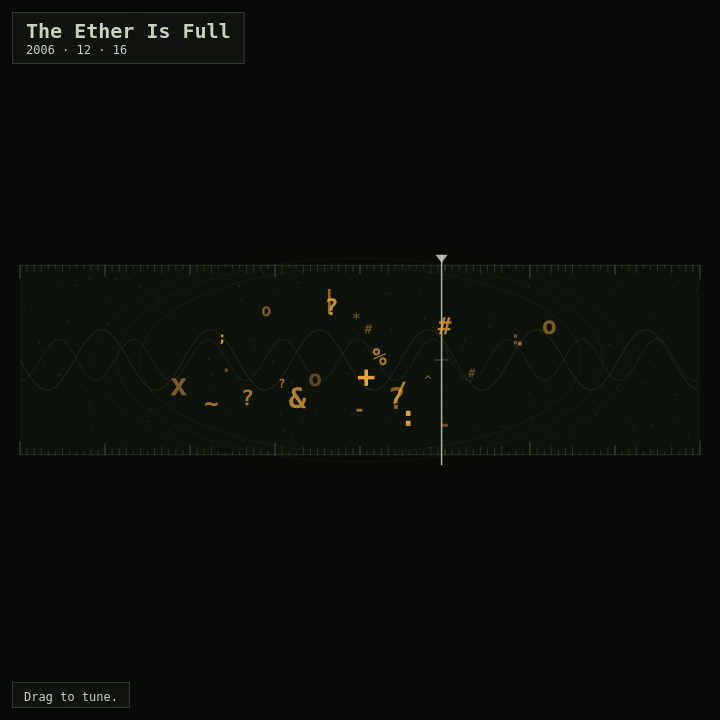 The Ether Is Full
2006 · 12 · 16
Drag to tune.